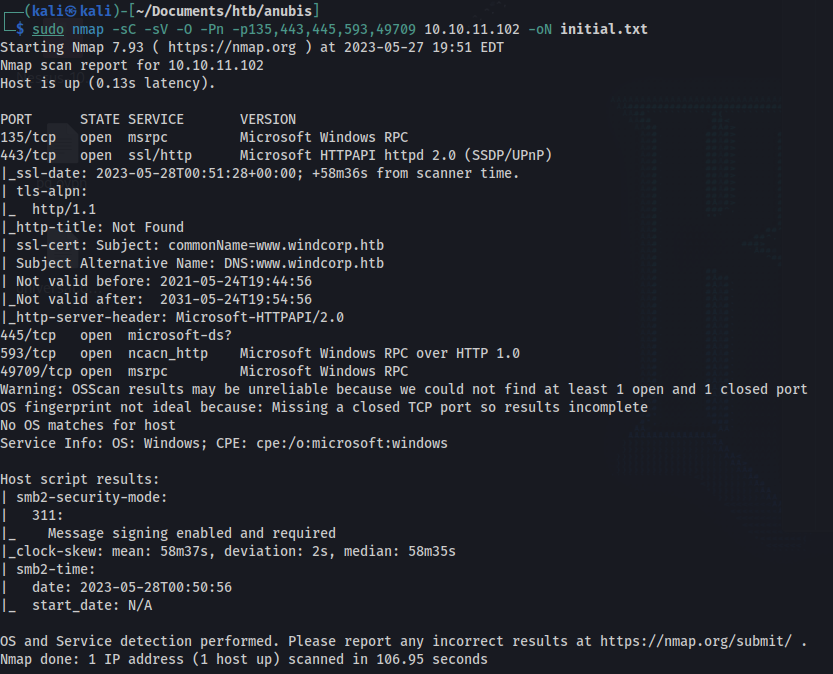 ┌──(kali㉿kali)-[~/Documents/htb/anubis]
└─$ sudo nmap -sC -sV -O -Pn -p135,443,445,593,49709 10.10.11.102 -oN initial.txt
Starting Nmap 7.93 ( https://nmap.org ) at 2023-05-27 19:51 EDT
Nmap scan report for 10.10.11.102
Host is up (0.13s latency).

PORT      STATE SERVICE       VERSION
135/tcp   open  msrpc         Microsoft Windows RPC
443/tcp   open  ssl/http      Microsoft HTTPAPI httpd 2.0 (SSDP/UPnP)
|_ssl-date: 2023-05-28T00:51:28+00:00; +58m36s from scanner time.
| tls-alpn:
|_  http/1.1
|_http-title: Not Found
| ssl-cert: Subject: commonName=www.windcorp.htb
| Subject Alternative Name: DNS:www.windcorp.htb
| Not valid before: 2021-05-24T19:44:56
|_Not valid after:  2031-05-24T19:54:56
|_http-server-header: Microsoft-HTTPAPI/2.0
445/tcp   open  microsoft-ds?
593/tcp   open  ncacn_http    Microsoft Windows RPC over HTTP 1.0
49709/tcp open  msrpc         Microsoft Windows RPC
Warning: OSScan results may be unreliable because we could not find at least 1 open and 1 closed port
OS fingerprint not ideal because: Missing a closed TCP port so results incomplete
No OS matches for host
Service Info: OS: Windows; CPE: cpe:/o:microsoft:windows

Host script results:
| smb2-security-mode:
|   311:
|_    Message signing enabled and required
|_clock-skew: mean: 58m37s, deviation: 2s, median: 58m35s
| smb2-time:
|   date: 2023-05-28T00:50:56
|_  start_date: N/A

OS and Service detection performed. Please report any incorrect results at https://nmap.org/submit/ .
Nmap done: 1 IP address (1 host up) scanned in 106.95 seconds